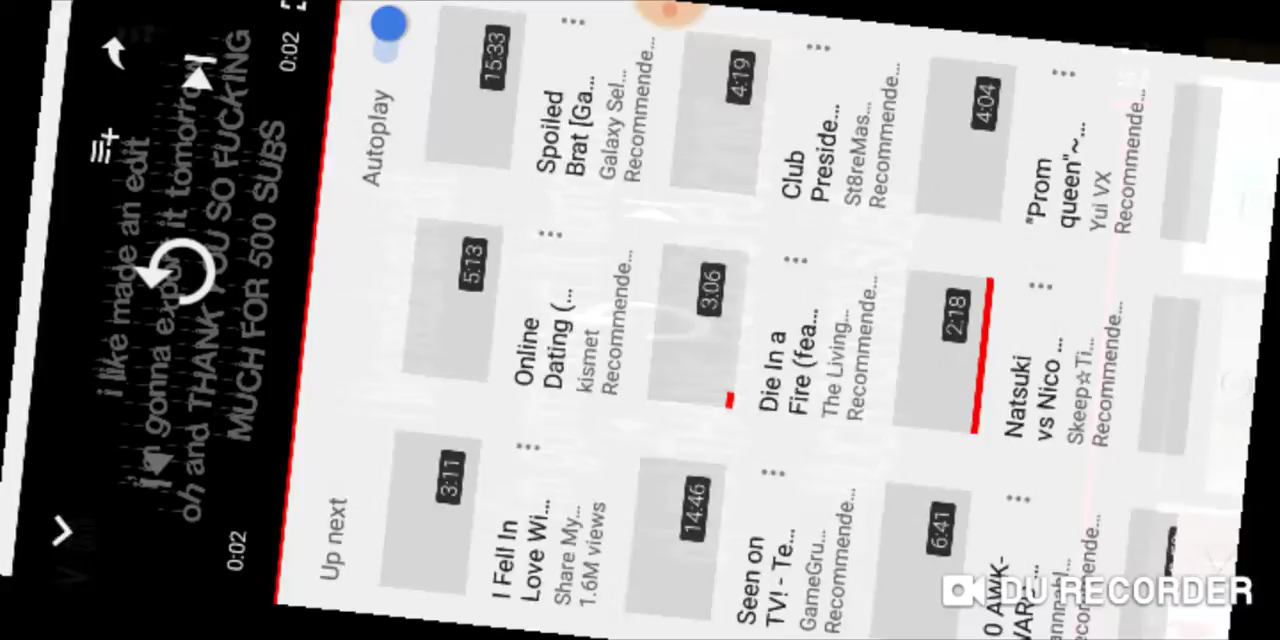 i like made an edit
i'm gonna export it tomorrow
oh and THANK YOU SO FUCKING
MUCH FOR 500 SUBS
0:02
0:02
Up next
Autoplay
3:11
I Fell In
Love Wi...
Share My...
1.6M views
5:13
Online
Dating (...
kismet
Recommende...
15:33
Spoiled
Brat [Ga...
Galaxy Sel...
Recommende...
14:46
Seen on
TV! - Te...
GameGru...
Recommende...
3:06
Die In a
Fire (fea...
The Living...
Recommende...
4:19
Club
Preside...
St8reMas...
Recommende...
6:41
2:18
Natsuki
vs Nico ...
Skeep☆Ti...
Recommende...
4:04
"Prom
queen"~...
Yui VX
Recommende...
DU RECORDER